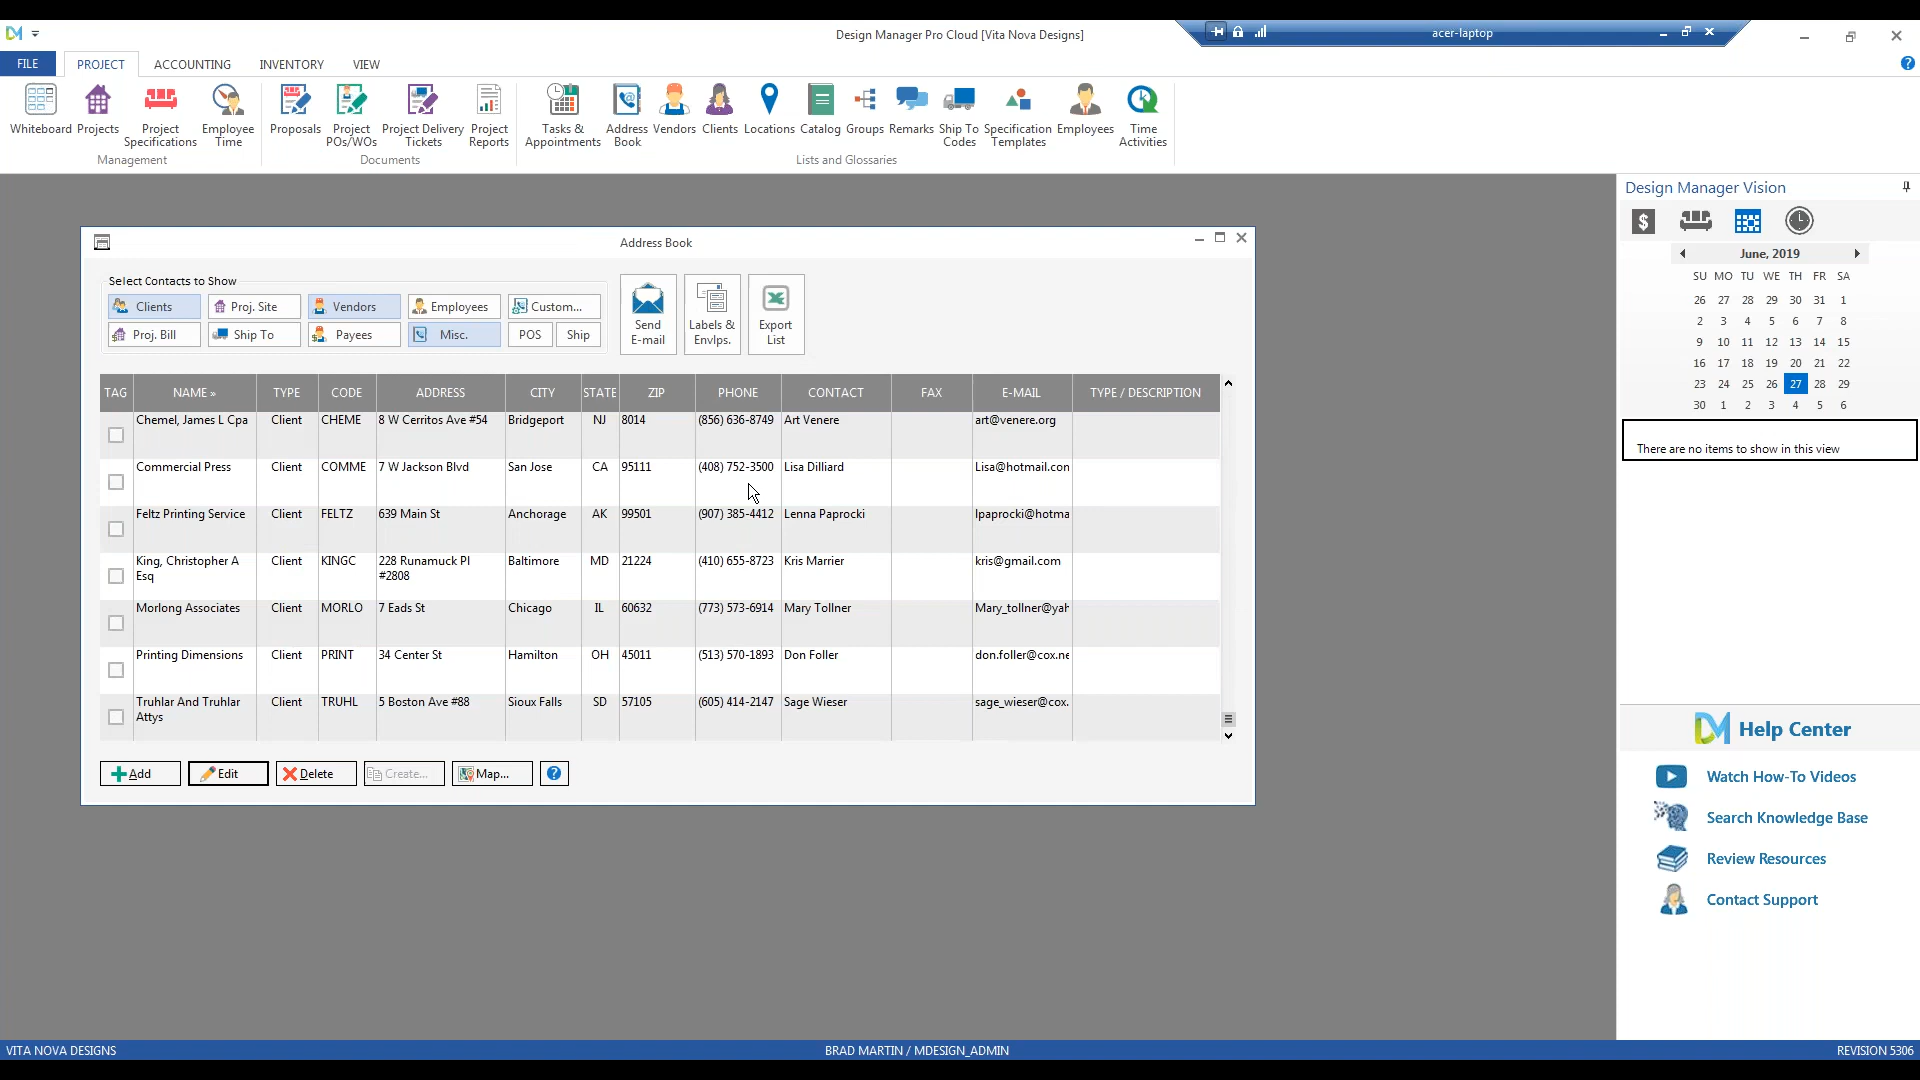 Design Manager Pro Cloud [Vita Nova Designs]
acer-laptop
FILE
PROJECT
ACCOUNTING
INVENTORY
VIEW
Whiteboard
Projects
Project Specifications
Employee Time
Management
Proposals
Project POs/WOs
Project Delivery Tickets
Project Reports
Documents
Tasks & Appointments
Address Book
Vendors
Clients
Locations
Catalog
Groups
Remarks
Ship To Codes
Specification Templates
Employees
Time Activities
Lists and Glossaries
Address Book
Select Contacts to Show
Clients Proj. Site Vendors Employees Custom...
Proj. Bill Ship To Payees Misc. POS Ship
Send E-mail
Labels & Envlps.
Export List
TAG NAME » TYPE CODE ADDRESS CITY STATE ZIP PHONE CONTACT FAX E-MAIL TYPE / DESCRIPTION
Chemel, James L Cpa Client CHEME 8 W Cerritos Ave #54 Bridgeport NJ 8014 (856) 636-8749 Art Venere art@venere.org
Commercial Press Client COMME 7 W Jackson Blvd San Jose CA 95111 (408) 752-3500 Lisa Dilliard Lisa@hotmail.con
Feltz Printing Service Client FELTZ 639 Main St Anchorage AK 99501 (907) 385-4412 Lenna Paprocki lpaprocki@hotma
King, Christopher A Client KINGC 228 Runamuck Pl Baltimore MD 21224 (410) 655-8723 Kris Marrier kris@gmail.com
Esq #2808
Morlong Associates Client MORLO 7 Eads St Chicago IL 60632 (773) 573-6914 Mary Tollner Mary_tollner@yah
Printing Dimensions Client PRINT 34 Center St Hamilton OH 45011 (513) 570-1893 Don Foller don.foller@cox.ne
Truhlar And Truhlar Client TRUHL 5 Boston Ave #88 Sioux Falls SD 57105 (605) 414-2147 Sage Wieser sage_wieser@cox.
Attys
Add Edit Delete Create... Map... ?
Design Manager Vision
June, 2019
SU MO TU WE TH FR SA
26 27 28 29 30 31 1
2 3 4 5 6 7 8
9 10 11 12 13 14 15
16 17 18 19 20 21 22
23 24 25 26 27 28 29
30 1 2 3 4 5 6
There are no items to show in this view
DM Help Center
Watch How-To Videos
Search Knowledge Base
Review Resources
Contact Support
VITA NOVA DESIGNS
BRAD MARTIN / MDESIGN_ADMIN
REVISION 5306